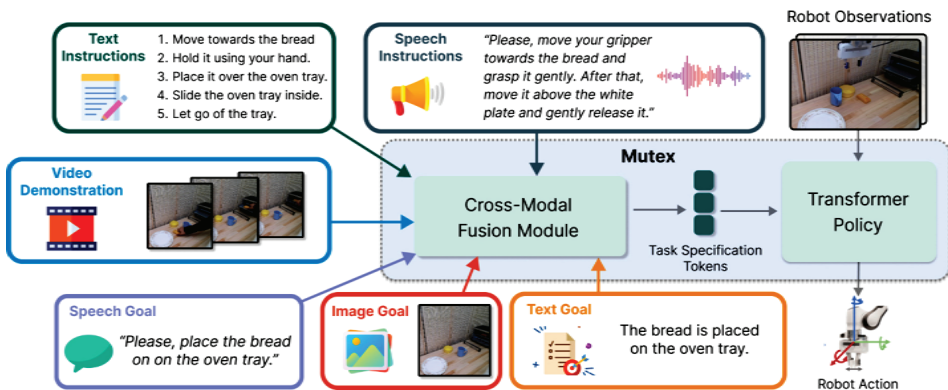 Text
Instructions
1. Move towards the bread
2. Hold it using your hand.
3. Place it over the oven tray.
4. Slide the oven tray inside.
5. Let go of the tray.
Speech
Instructions
“Please, move your gripper
towards the bread and
grasp it gently. After that,
move it above the white
plate and gently release it.”
Robot Observations
Video
Demonstration
Mutex
Cross-Modal
Fusion Module
Task Specification
Tokens
Transformer
Policy
Speech Goal
“Please, place the bread
on on the oven tray.”
Image Goal
Text Goal
The bread is placed
on the oven tray.
Robot Action